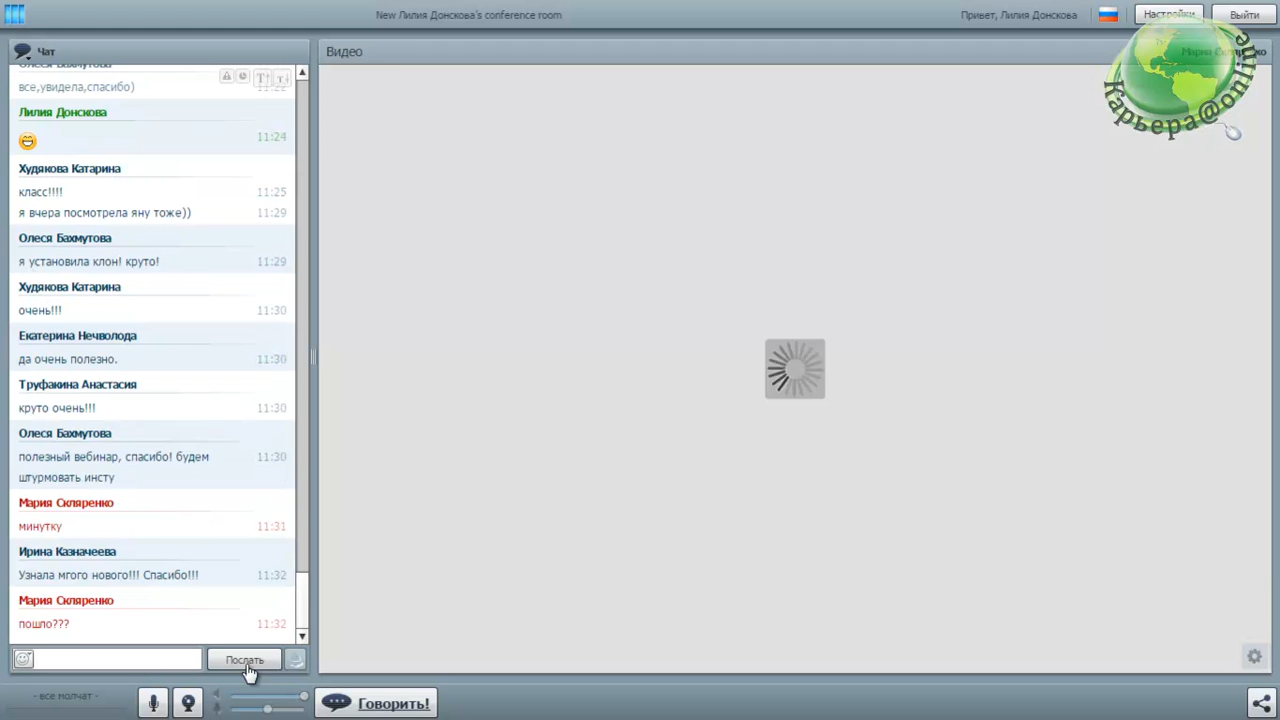 New Лилия Донскова's conference room
Привет, Лилия Донскова
Настройки
Выйти
Чат
Видео
Мария Скляренко
Карьера@online
Олеся Бахмутова
все,увидела,спасибо)
Лилия Донскова
11:24
Худякова Катарина
класс!!!! 11:25
я вчера посмотрела яну тоже)) 11:29
Олеся Бахмутова
я установила клон! круто! 11:29
Худякова Катарина
очень!!! 11:30
Екатерина Нечволода
да очень полезно. 11:30
Труфакина Анастасия
круто очень!!! 11:30
Олеся Бахмутова
полезный вебинар, спасибо! будем 11:30
штурмовать инсту
Мария Скляренко
минутку 11:31
Ирина Казначеева
Узнала мгого нового!!! Спасибо!!! 11:32
Мария Скляренко
пошло??? 11:32
Послать
- все молчат -
Говорить!